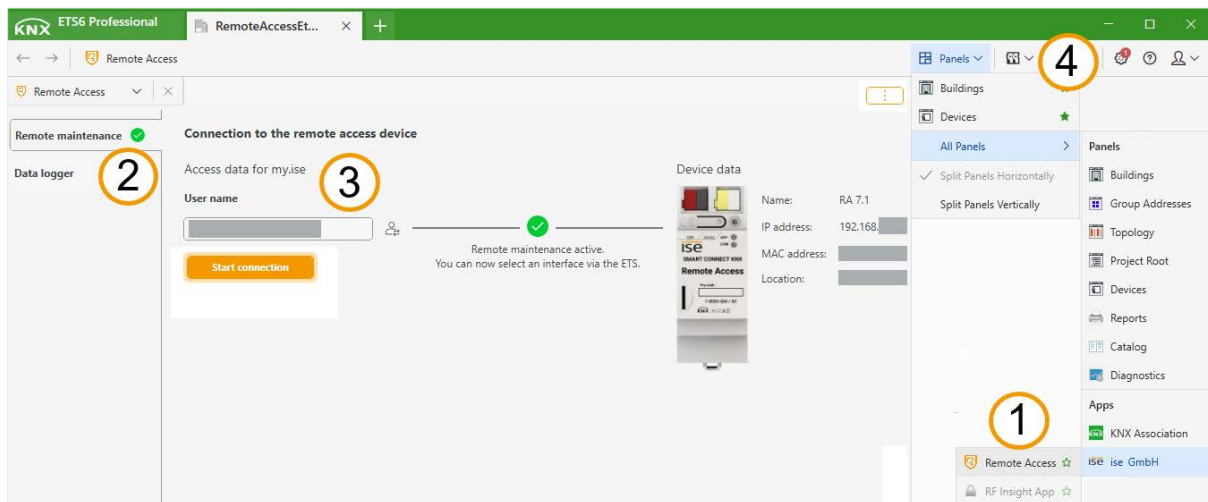 KNX ETS6 Professional
RemoteAccessEt...
Remote Access
Panels
4
Remote Access
Remote maintenance
Data logger
2
Connection to the remote access device
Access data for my.ise
3
User name
Start connection
Remote maintenance active.
You can now select an interface via the ETS.
Device data
ise
SMART CONNECT KNX
Remote Access
Name: RA 7.1
IP address: 192.168.
MAC address:
Location:
Buildings
Devices
All Panels
Split Panels Horizontally
Split Panels Vertically
Panels
Buildings
Group Addresses
Topology
Project Root
Devices
Reports
Catalog
Diagnostics
Apps
KNX KNX Association
ise ise GmbH
1
Remote Access
RF Insight App